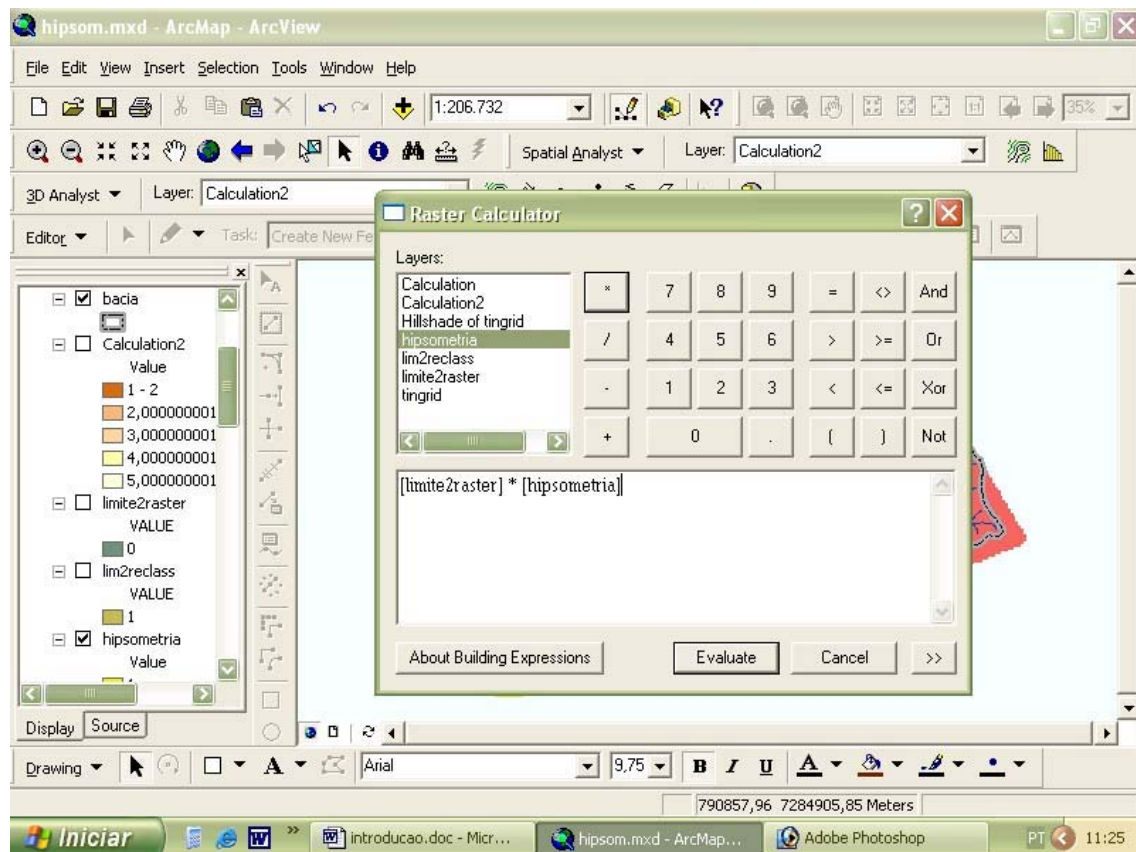 hipsom.mxd - ArcMap - ArcView
File Edit View Insert Selection Tools Window Help
1:206.732
1:1
35%
Spatial Analyst
Layer: Calculation2
3D Analyst
Layer: Calculation2
Editor
Task: Create New Fe
Raster Calculator
Layers:
Calculation
Calculation2
Hillshade of tingrid
hipsometria
lim2reclass
limite2raster
tingrid
* 7 8 9 = <> And
/ 4 5 6 > >= Or
- 1 2 3 < <= Xor
+ 0 . ( ) Not
[limite2raster] * [hipsometria]
About Building Expressions
Evaluate
Cancel
>>
bacia
Calculation2
Value
1 - 2
2,000000001
3,000000001
4,000000001
5,000000001
limite2raster
VALUE
0
lim2reclass
VALUE
1
hipsometria
Value
Display Source
Drawing
A
Arial
9,75
B I U A
790857,96 7284905,85 Meters
Iniciar
W
»
introducao.doc - Micr...
hipsom.mxd - ArcMap...
Adobe Photoshop
PT
11:25